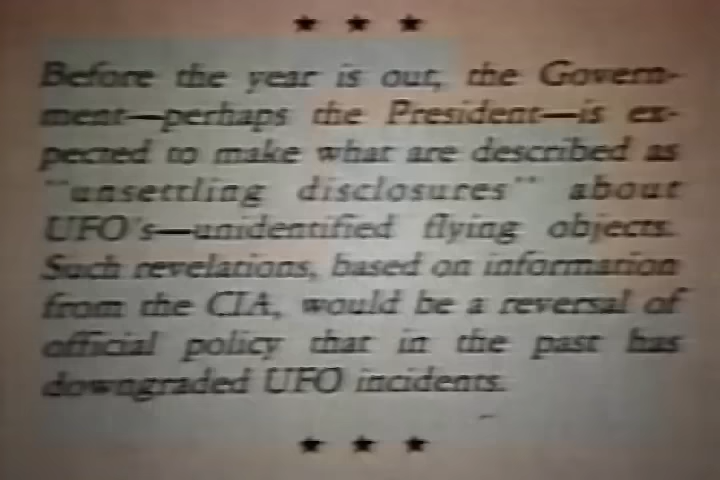 ★ ★ ★
Before the year is out, the Govern-
ment—perhaps the President—is ex-
pected to make what are described as
"unsettling disclosures" about
UFO's—unidentified flying objects.
Such revelations, based on information
from the CIA, would be a reversal of
official policy that in the past has
downgraded UFO incidents.
★ ★ ★